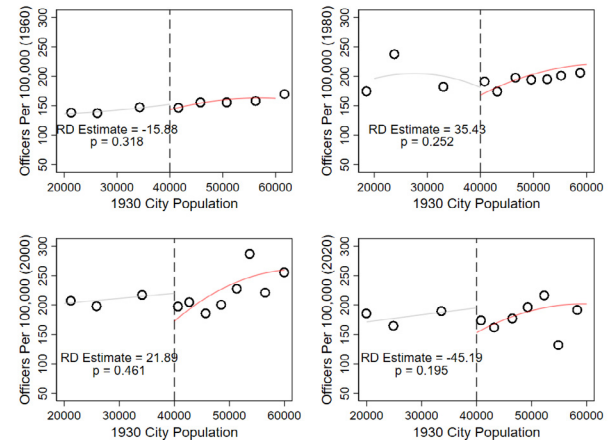 Officers Per 100,000 (1960)
300
250
200
150
100
50
RD Estimate = -15.88
p = 0.318
20000 30000 40000 50000 60000
1930 City Population
Officers Per 100,000 (1980)
300
250
200
150
100
50
RD Estimate = 35.43
p = 0.252
20000 30000 40000 50000 60000
1930 City Population
Officers Per 100,000 (2000)
300
250
200
150
100
50
RD Estimate = 21.89
p = 0.461
20000 30000 40000 50000 60000
1930 City Population
Officers Per 100,000 (2020)
300
250
200
150
100
50
RD Estimate = -45.19
p = 0.195
20000 30000 40000 50000 60000
1930 City Population